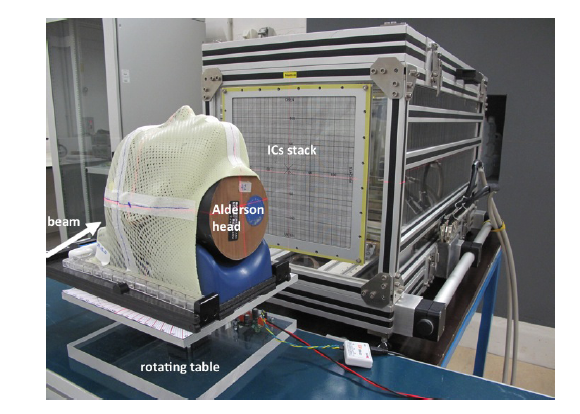 ICs stack
Alderson
head
beam
rotating table